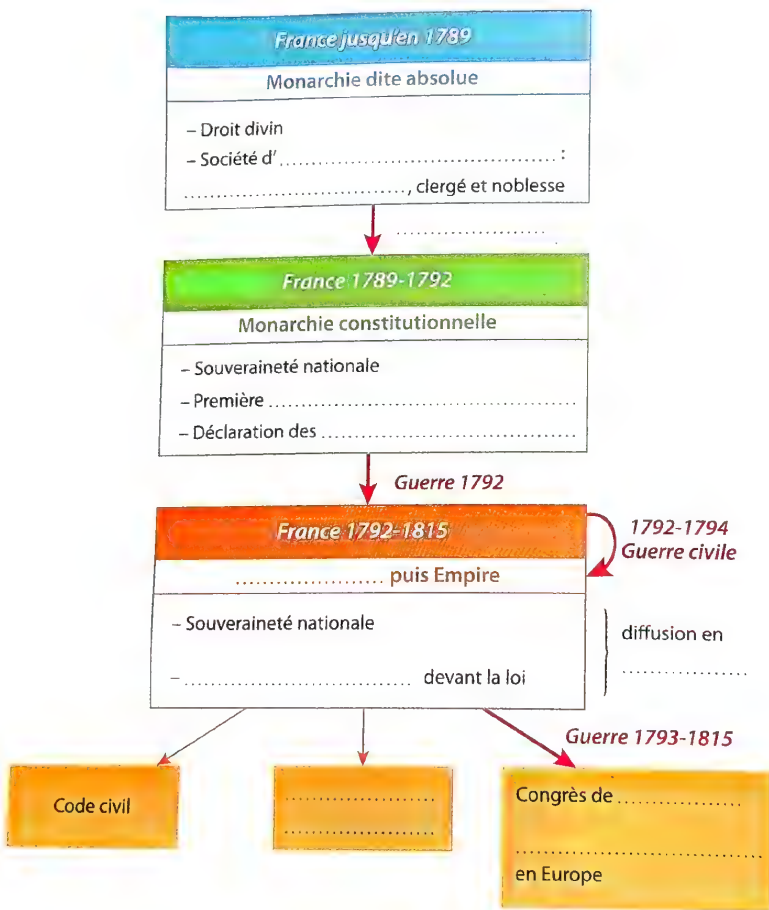 France jusqu'en 1789
Monarchie dite absolue
– Droit divin
– Société d' .......................................... :
..................................., clergé et noblesse
.......................
France 1789-1792
Monarchie constitutionnelle
– Souveraineté nationale
– Première ................................................
– Déclaration des ........................................
Guerre 1792
France 1792-1815
1792-1794
Guerre civile
....................... puis Empire
– Souveraineté nationale
– ................................... devant la loi
diffusion en
...................
Guerre 1793-1815
Code civil
.......................
.......................
Congrès de ...................
..................................
en Europe